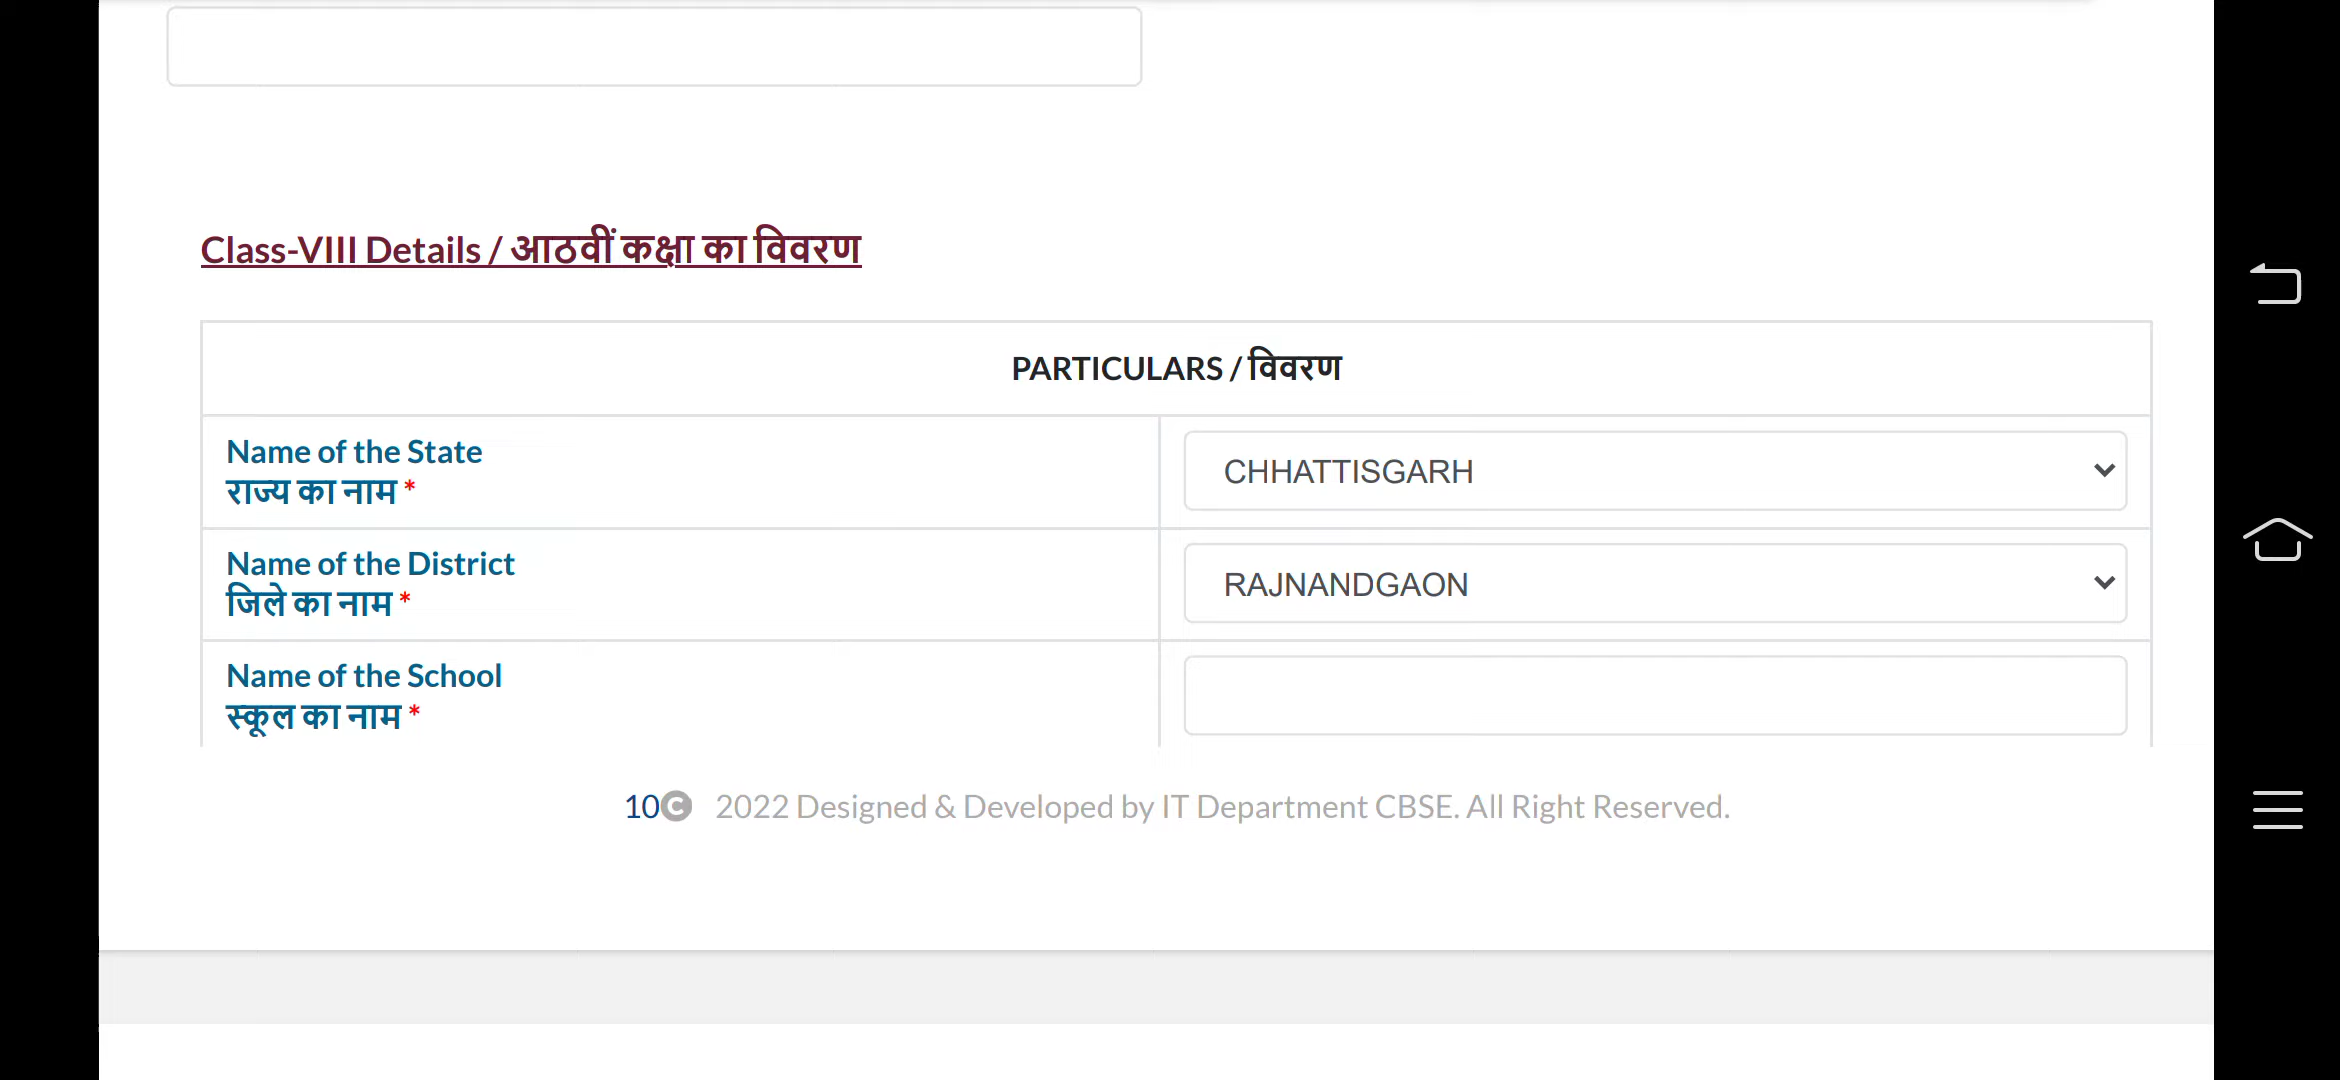 Class-VIII Details / आठवीं कक्षा का विवरण
PARTICULARS / विवरण
Name of the State
राज्य का नाम *
CHHATTISGARH
Name of the District
जिले का नाम *
RAJNANDGAON
Name of the School
स्कूल का नाम *
10© 2022 Designed & Developed by IT Department CBSE. All Right Reserved.